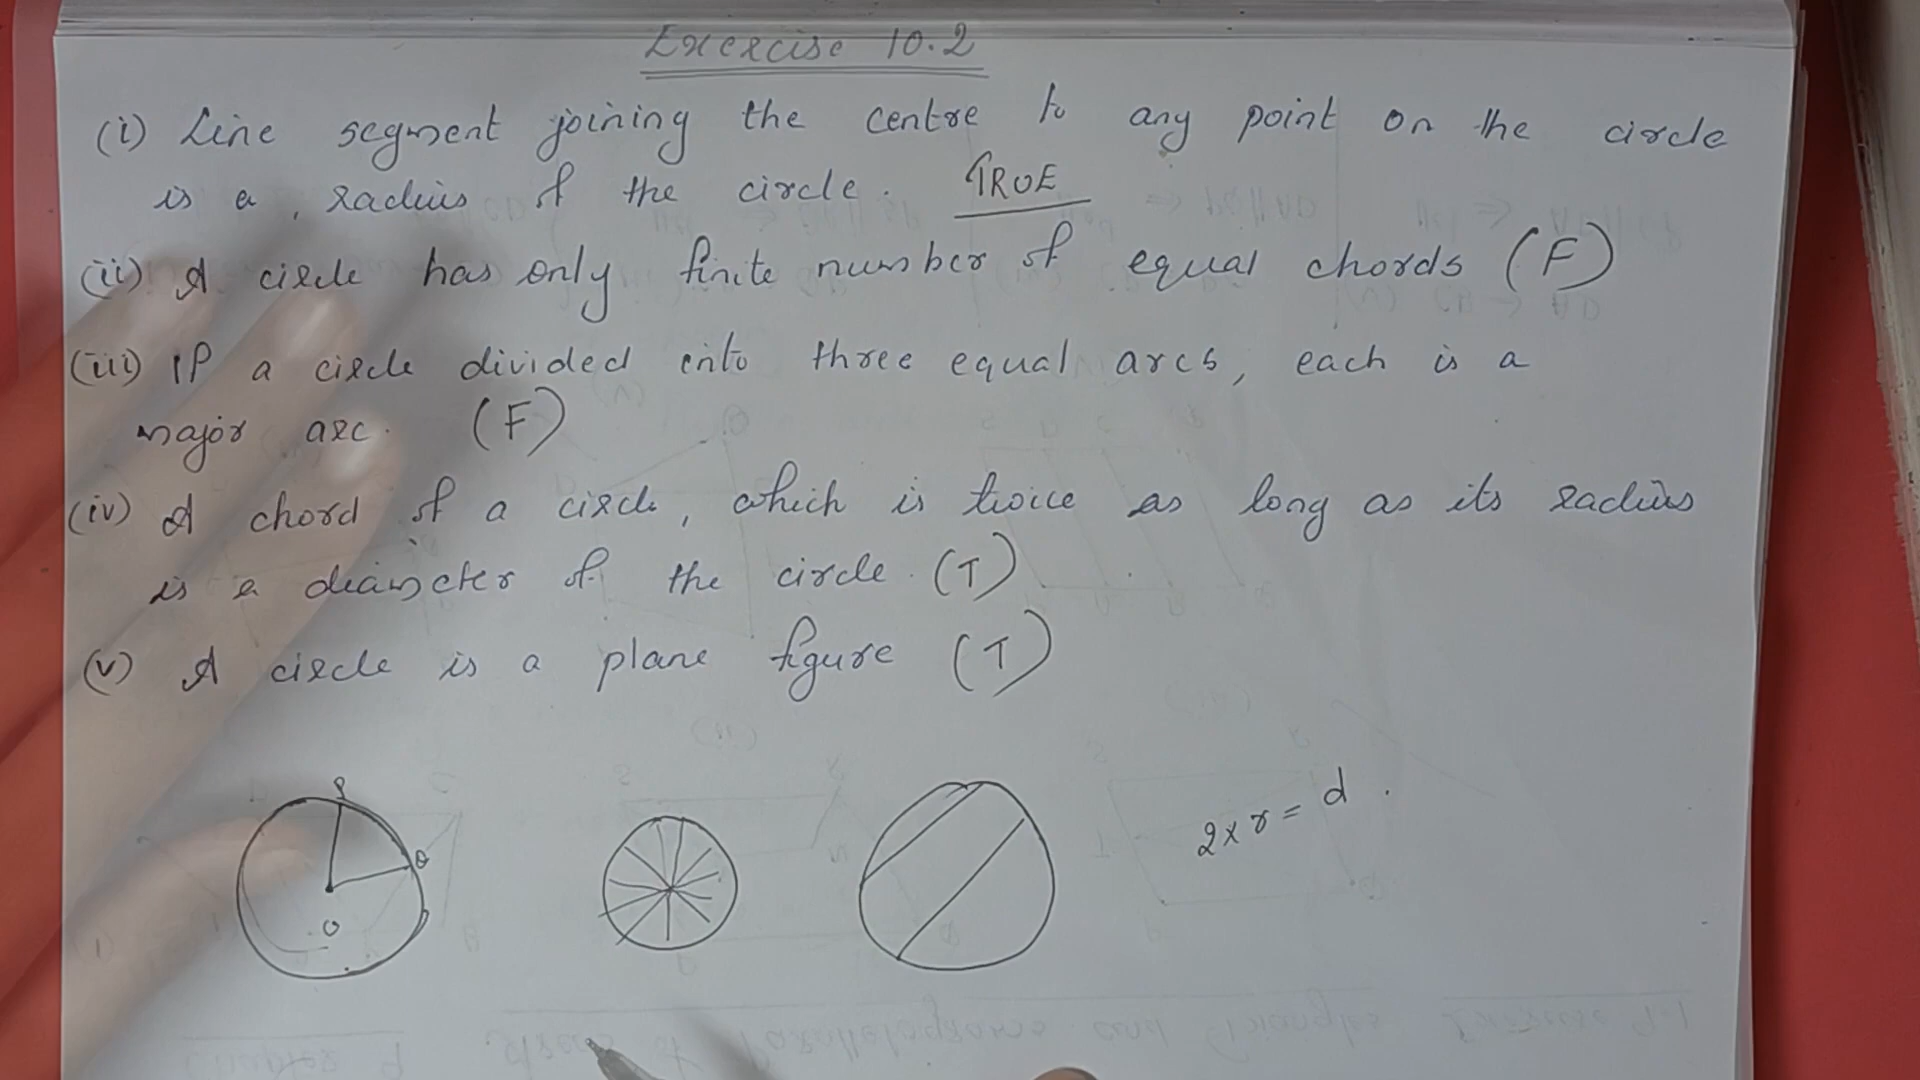 Exercise 10.2
(i) Line segment joining the centre to any point on the circle
is a radius of the circle. TRUE
(ii) A circle has only finite number of equal chords (F)
(iii) If a circle divided into three equal arcs, each is a
major arc. (F)
(iv) A chord of a circle, which is twice as long as its radius
is a diameter of the circle. (T)
(v) A circle is a plane figure (T)
P
Q
O
2 x r = d.